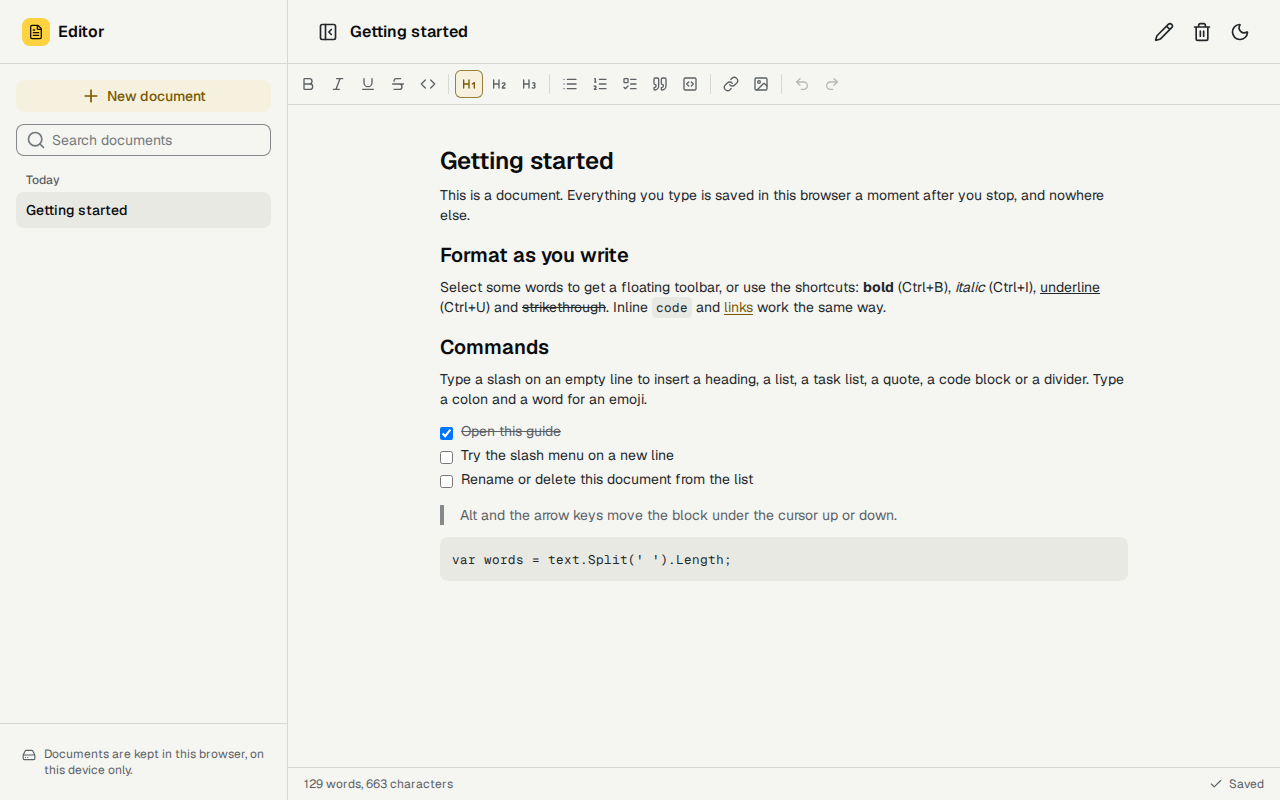 Editor
New document
Search documents
Today
Getting started
Documents are kept in this browser, on
this device only.
Getting started
H1 H2 H3
Getting started
This is a document. Everything you type is saved in this browser a moment after you stop, and nowhere
else.
Format as you write
Select some words to get a floating toolbar, or use the shortcuts: bold (Ctrl+B), italic (Ctrl+I), underline
(Ctrl+U) and strikethrough. Inline code and links work the same way.
Commands
Type a slash on an empty line to insert a heading, a list, a task list, a quote, a code block or a divider. Type
a colon and a word for an emoji.
Open this guide
Try the slash menu on a new line
Rename or delete this document from the list
Alt and the arrow keys move the block under the cursor up or down.
var words = text.Split(' ').Length;
129 words, 663 characters
Saved